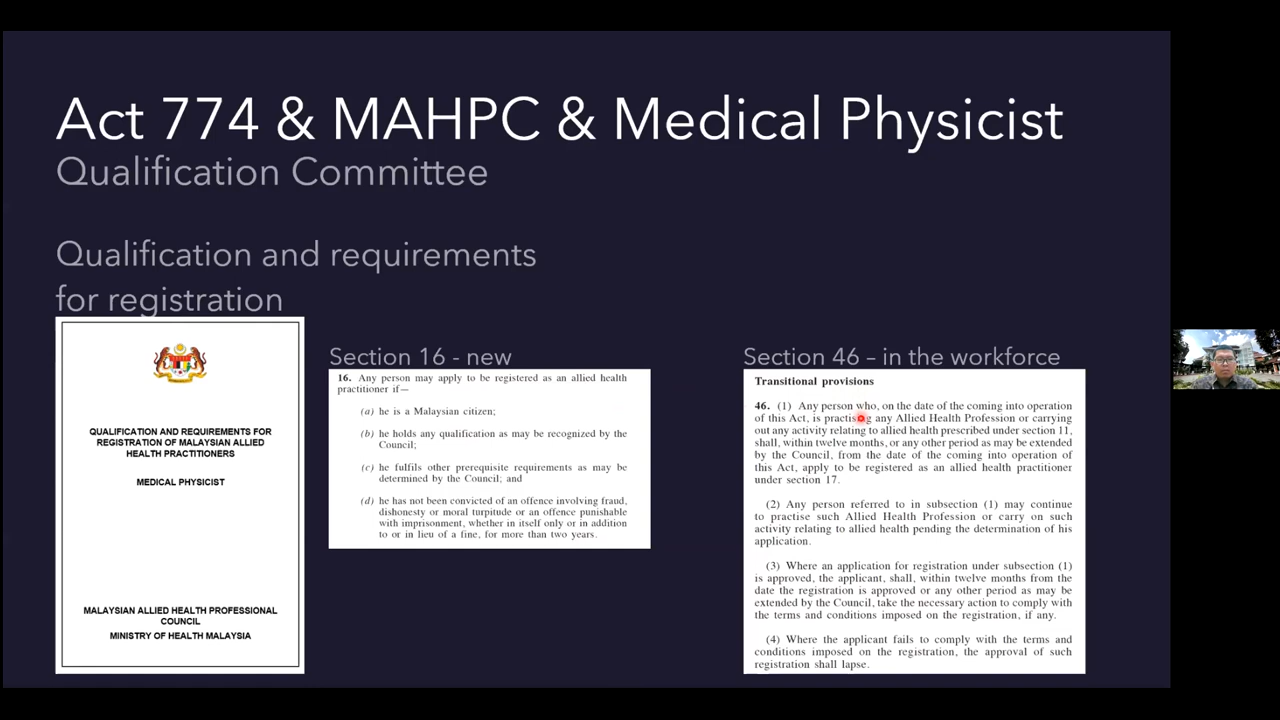 Act 774 & MAHPC & Medical Physicist
Qualification Committee
Qualification and requirements
for registration
QUALIFICATION AND REQUIREMENTS FOR
REGISTRATION OF MALAYSIAN ALLIED
HEALTH PRACTITIONERS
MEDICAL PHYSICIST
MALAYSIAN ALLIED HEALTH PROFESSIONAL
COUNCIL
MINISTRY OF HEALTH MALAYSIA
Section 16 - new
16. Any person may apply to be registered as an allied health
practitioner if—
(a) he is a Malaysian citizen;
(b) he holds any qualification as may be recognized by the
Council;
(c) he fulfils other prerequisite requirements as may be
determined by the Council; and
(d) he has not been convicted of an offence involving fraud,
dishonesty or moral turpitude or an offence punishable
with imprisonment, whether in itself only or in addition
to or in lieu of a fine, for more than two years.
Section 46 – in the workforce
Transitional provisions
46. (1) Any person who, on the date of the coming into operation
of this Act, is practising any Allied Health Profession or carrying
out any activity relating to allied health prescribed under section 11,
shall, within twelve months, or any other period as may be extended
by the Council, from the date of the coming into operation of
this Act, apply to be registered as an allied health practitioner
under section 17.
(2) Any person referred to in subsection (1) may continue
to practise such Allied Health Profession or carry on such
activity relating to allied health pending the determination of his
application.
(3) Where an application for registration under subsection (1)
is approved, the applicant, shall, within twelve months from the
date the registration is approved or any other period as may be
extended by the Council, take the necessary action to comply with
the terms and conditions imposed on the registration, if any.
(4) Where the applicant fails to comply with the terms and
conditions imposed on the registration, the approval of such
registration shall lapse.